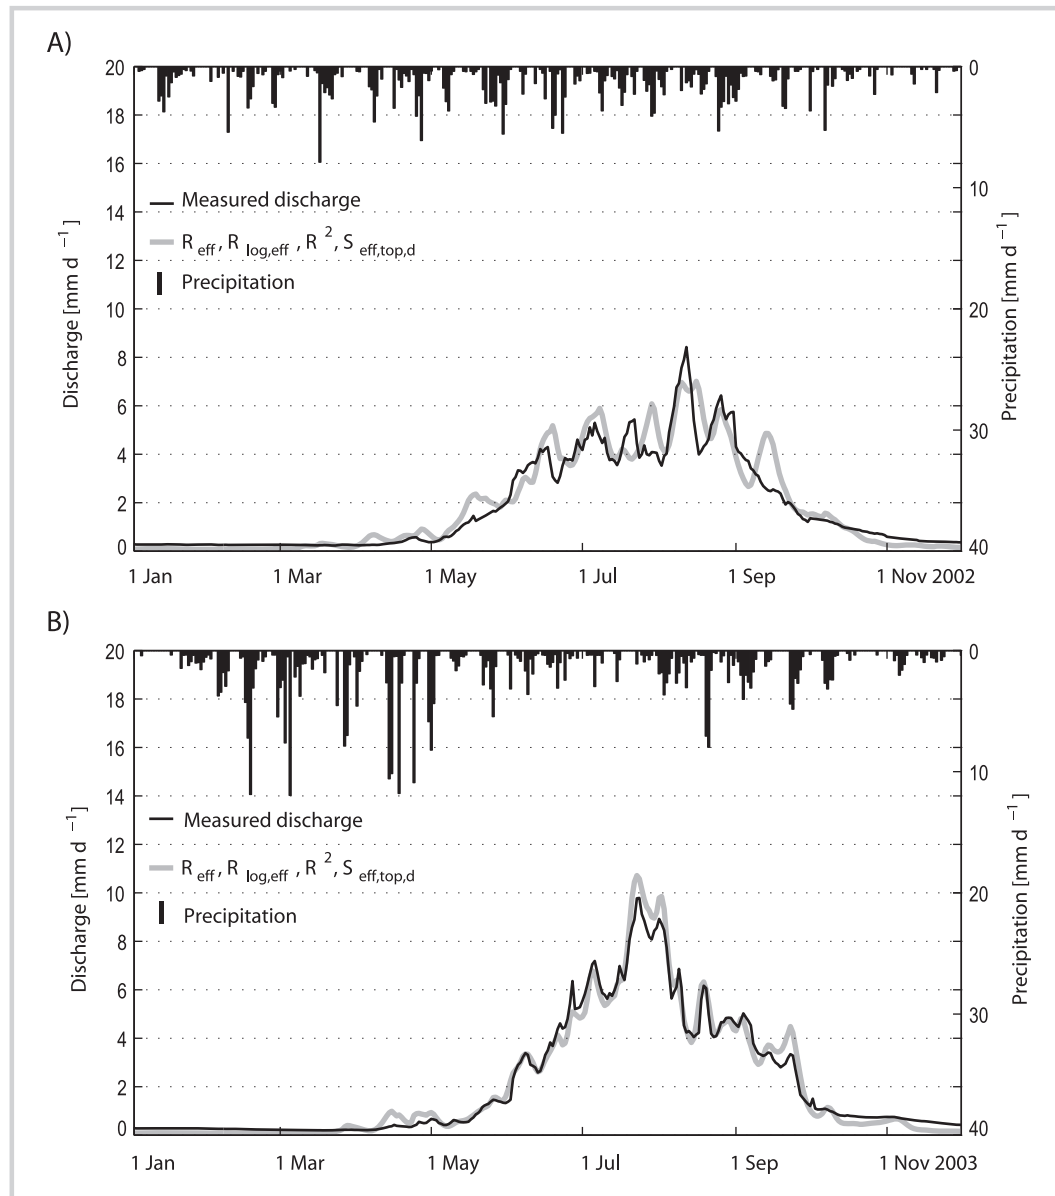 A)
20
18
16
14
12
10
8
6
4
2
0
Discharge [mm d −1 ]
0
10
20
30
40
Precipitation [mm d −1 ]
Measured discharge
R eff , R log,eff , R 2 , S eff,top,d
Precipitation
1 Jan
1 Mar
1 May
1 Jul
1 Sep
1 Nov 2002
B)
20
18
16
14
12
10
8
6
4
2
0
Discharge [mm d −1 ]
0
10
20
30
40
Precipitation [mm d −1 ]
Measured discharge
R eff , R log,eff , R 2 , S eff,top,d
Precipitation
1 Jan
1 Mar
1 May
1 Jul
1 Sep
1 Nov 2003